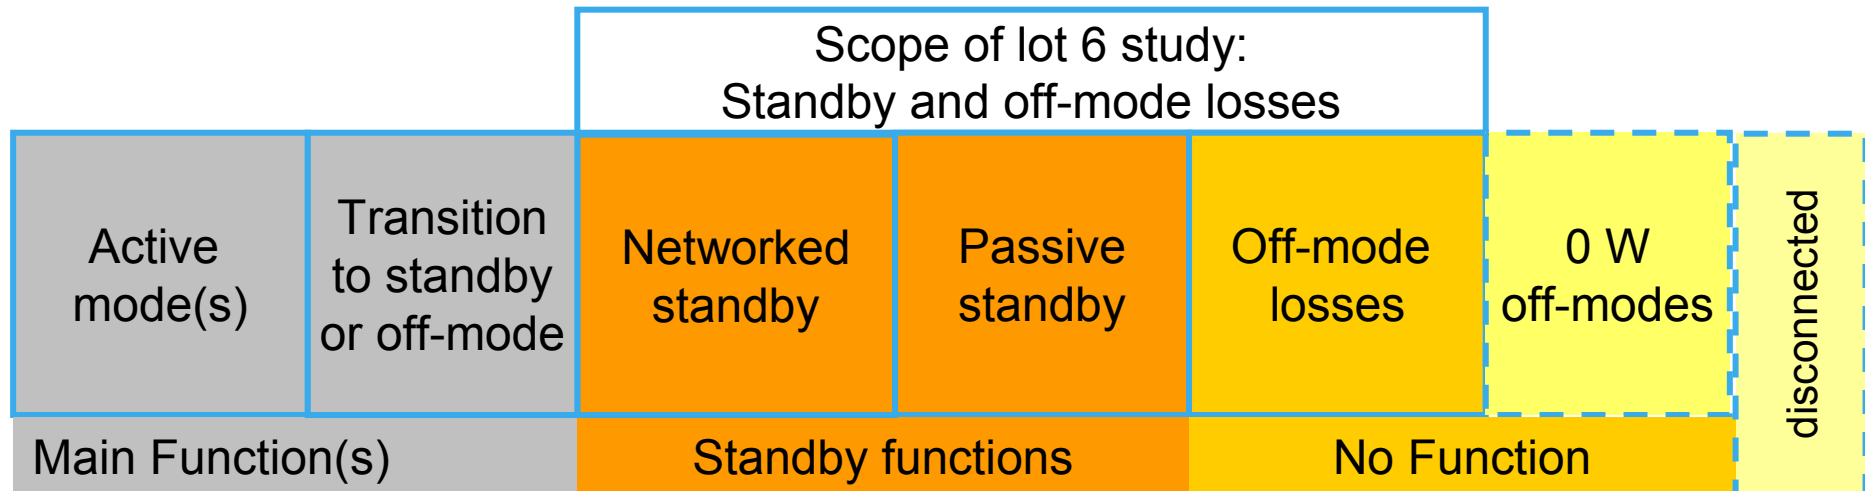 Scope of lot 6 study:
Standby and off-mode losses
Active
mode(s)
Transition
to standby
or off-mode
Networked
standby
Passive
standby
Off-mode
losses
0 W
off-modes
disconnected
Main Function(s)
Standby functions
No Function